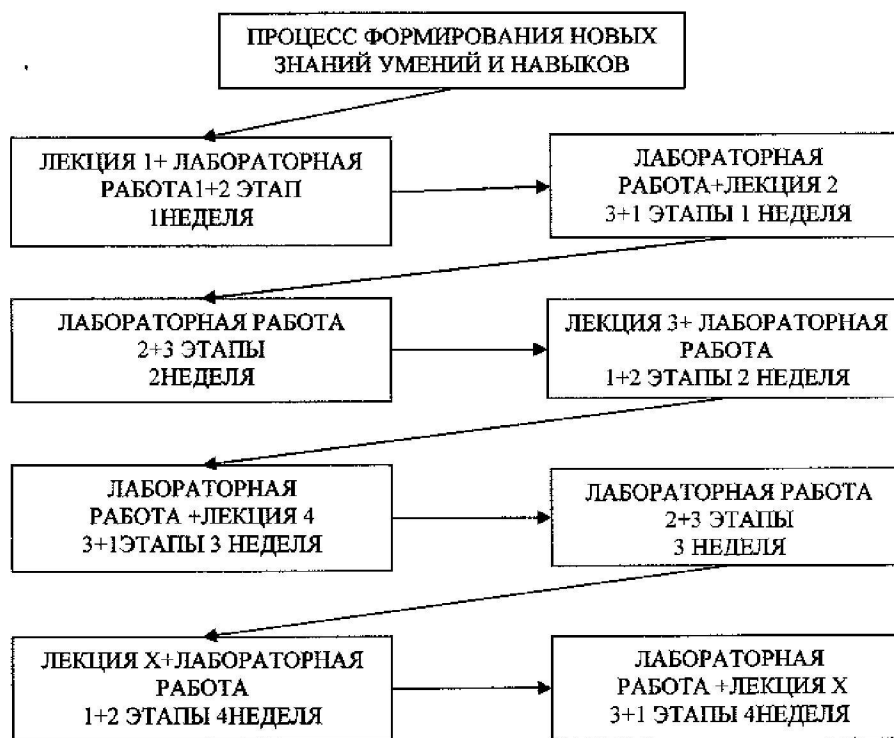 ПРОЦЕСС ФОРМИРОВАНИЯ НОВЫХ
ЗНАНИЙ УМЕНИЙ И НАВЫКОВ
ЛЕКЦИЯ 1+ ЛАБОРАТОРНАЯ
РАБОТА1+2 ЭТАП
1НЕДЕЛЯ
ЛАБОРАТОРНАЯ
РАБОТА+ЛЕКЦИЯ 2
3+1 ЭТАПЫ 1 НЕДЕЛЯ
ЛАБОРАТОРНАЯ РАБОТА
2+3 ЭТАПЫ
2НЕДЕЛЯ
ЛЕКЦИЯ 3+ ЛАБОРАТОРНАЯ
РАБОТА
1+2 ЭТАПЫ 2 НЕДЕЛЯ
ЛАБОРАТОРНАЯ
РАБОТА +ЛЕКЦИЯ 4
3+1ЭТАПЫ 3 НЕДЕЛЯ
ЛАБОРАТОРНАЯ РАБОТА
2+3 ЭТАПЫ
3 НЕДЕЛЯ
ЛЕКЦИЯ X+ЛАБОРАТОРНАЯ
РАБОТА
1+2 ЭТАПЫ 4НЕДЕЛЯ
ЛАБОРАТОРНАЯ
РАБОТА +ЛЕКЦИЯ X
3+1 ЭТАПЫ 4НЕДЕЛЯ